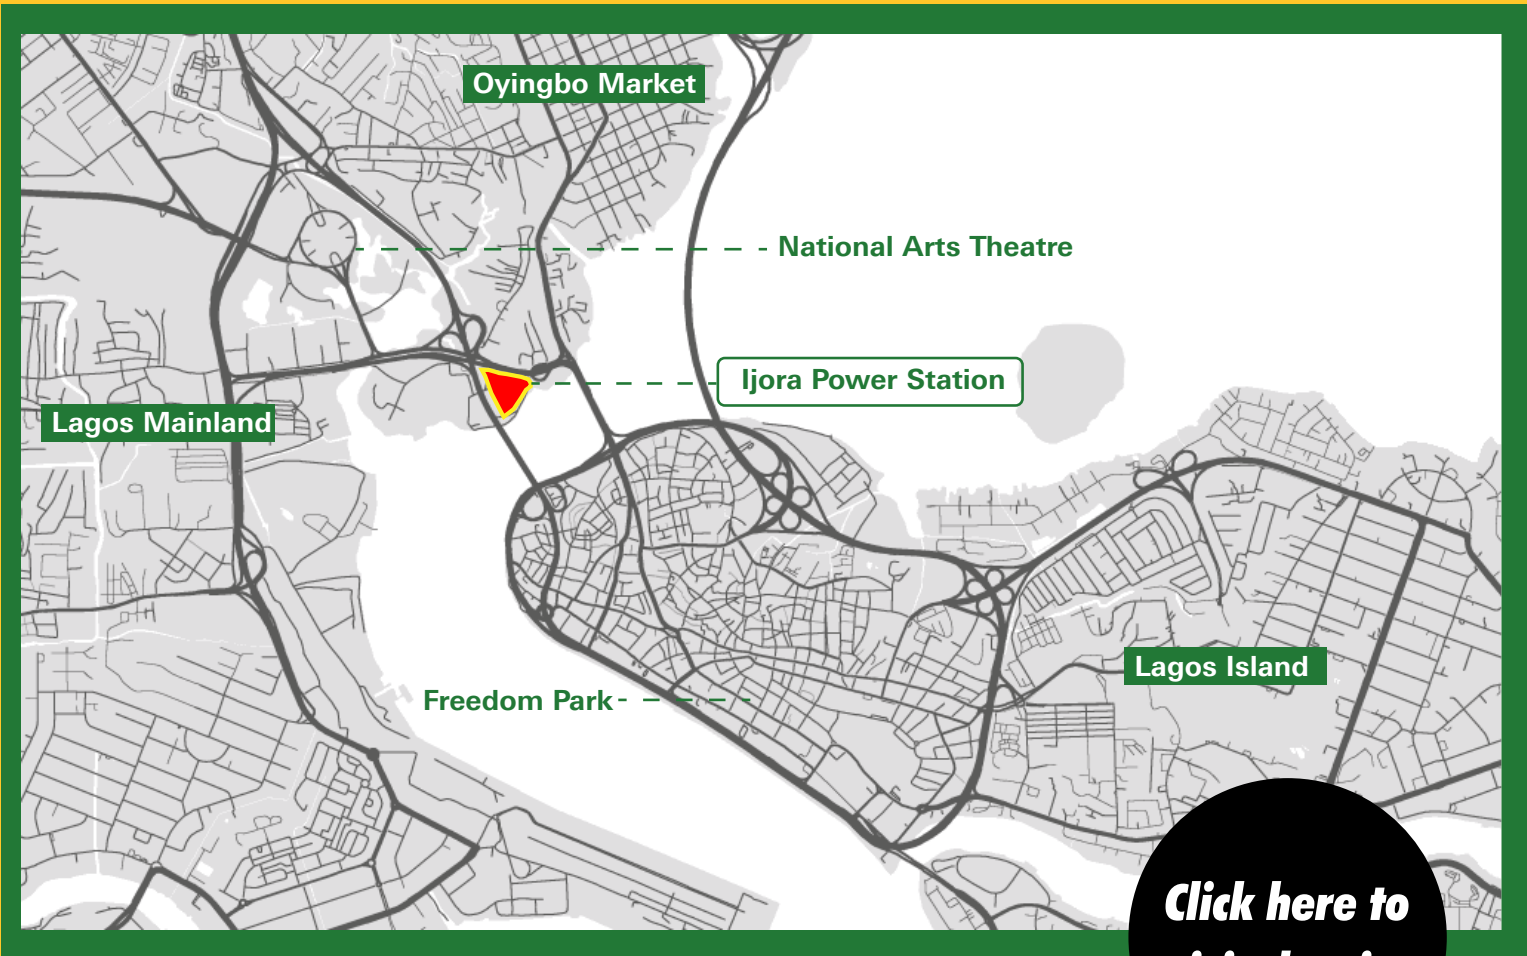 Oyingbo Market
National Arts Theatre
Ijora Power Station
Lagos Mainland
Lagos Island
Freedom Park
Click here to